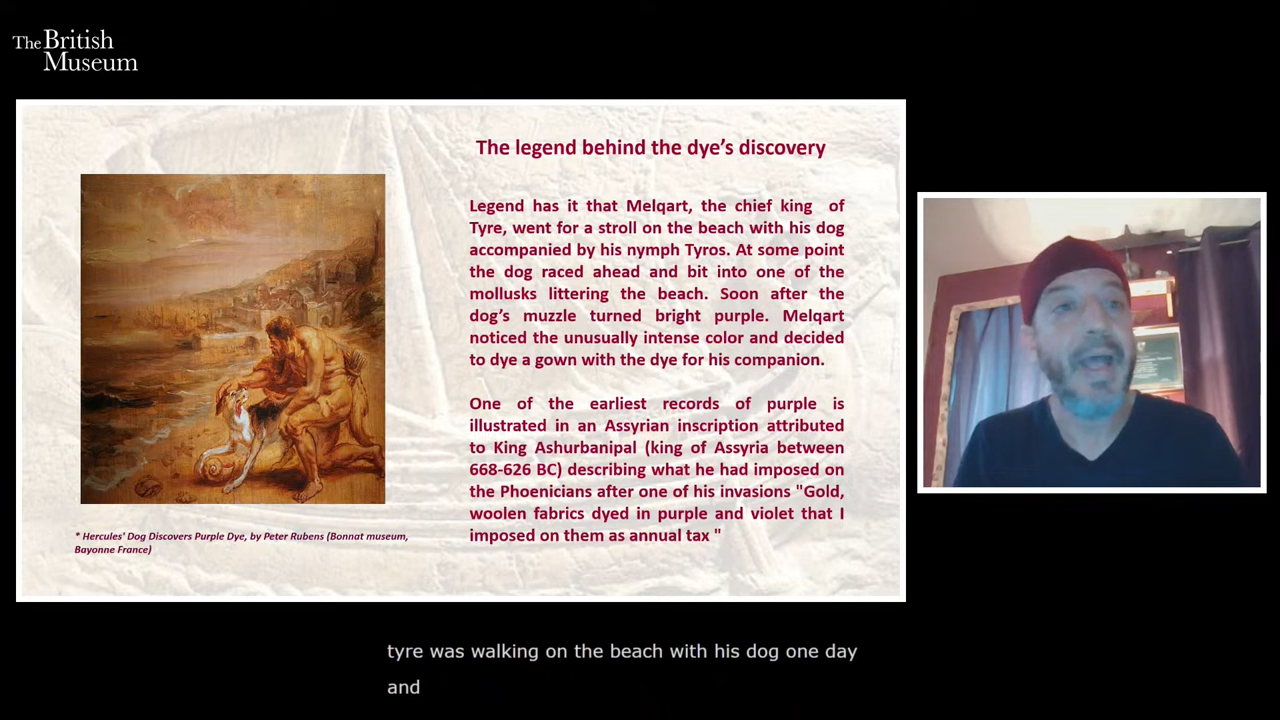 The British
Museum
The legend behind the dye's discovery
Legend has it that Melqart, the chief king of
Tyre, went for a stroll on the beach with his dog
accompanied by his nymph Tyros. At some point
the dog raced ahead and bit into one of the
mollusks littering the beach. Soon after the
dog's muzzle turned bright purple. Melqart
noticed the unusually intense color and decided
to dye a gown with the dye for his companion.
One of the earliest records of purple is
illustrated in an Assyrian inscription attributed
to King Ashurbanipal (king of Assyria between
668-626 BC) describing what he had imposed on
the Phoenicians after one of his invasions "Gold,
woolen fabrics dyed in purple and violet that I
imposed on them as annual tax "
* Hercules' Dog Discovers Purple Dye, by Peter Rubens (Bonnat museum,
Bayonne France)
tyre was walking on the beach with his dog one day
and